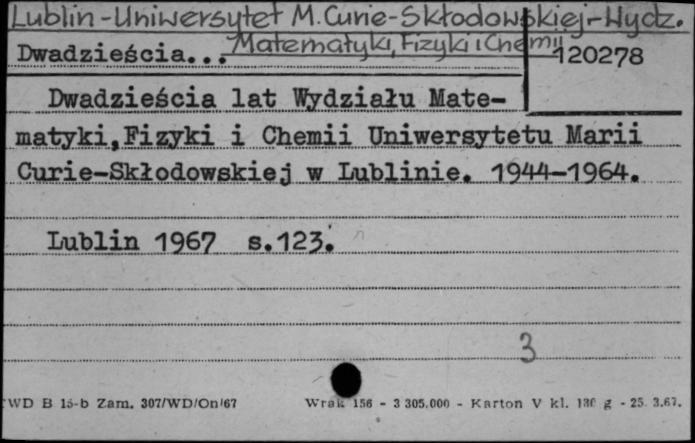 Lublin-Uniwersytet M.Curie-Skłodowskiej-Wydz.
Matematyki, Fizyki i Chemii
Dwadzieścia...
120278
Dwadzieścia lat Wydziału Mate-
matyki,Fizyki i Chemii Uniwersytetu Marii
Curie-Skłodowskiej w Lublinie. 1944-1964.
Lublin 1967 s.123.
3
WD B 15-b Zam. 307/WD/On/67 Wrak 156 - 3 305.000 - Karton V kl. g - 25. 3.67.